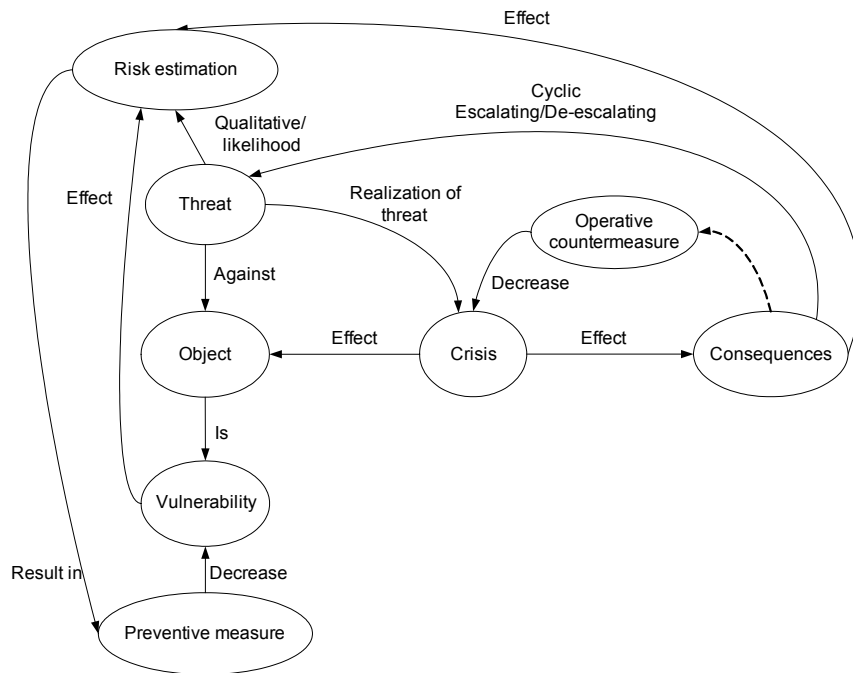 Effect
Risk estimation
Cyclic
Escalating/De-escalating
Qualitative/
likelihood
Effect
Threat
Realization of
threat
Operative
countermeasure
Against
Decrease
Object
Effect
Crisis
Effect
Consequences
Is
Vulnerability
Result in
Decrease
Preventive measure